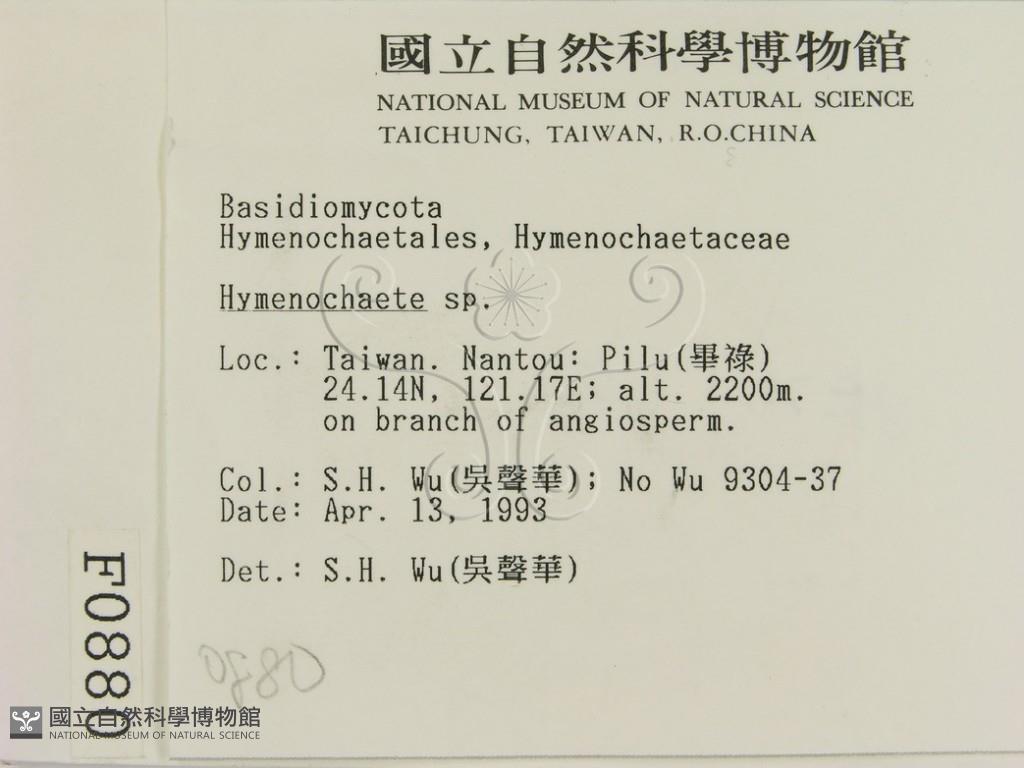 國立自然科學博物館
NATIONAL MUSEUM OF NATURAL SCIENCE
TAICHUNG, TAIWAN, R.O.CHINA
Basidiomycota
Hymenochaetales, Hymenochaetaceae
Hymenochaete sp.
Loc.: Taiwan. Nantou: Pilu(畢祿)
24.14N, 121.17E; alt. 2200m.
on branch of angiosperm.
Col.: S.H. Wu(吳聲華); No Wu 9304-37
Date: Apr. 13, 1993
Det.: S.H. Wu(吳聲華)
F0880
國立自然科學博物館
NATIONAL MUSEUM OF NATURAL SCIENCE